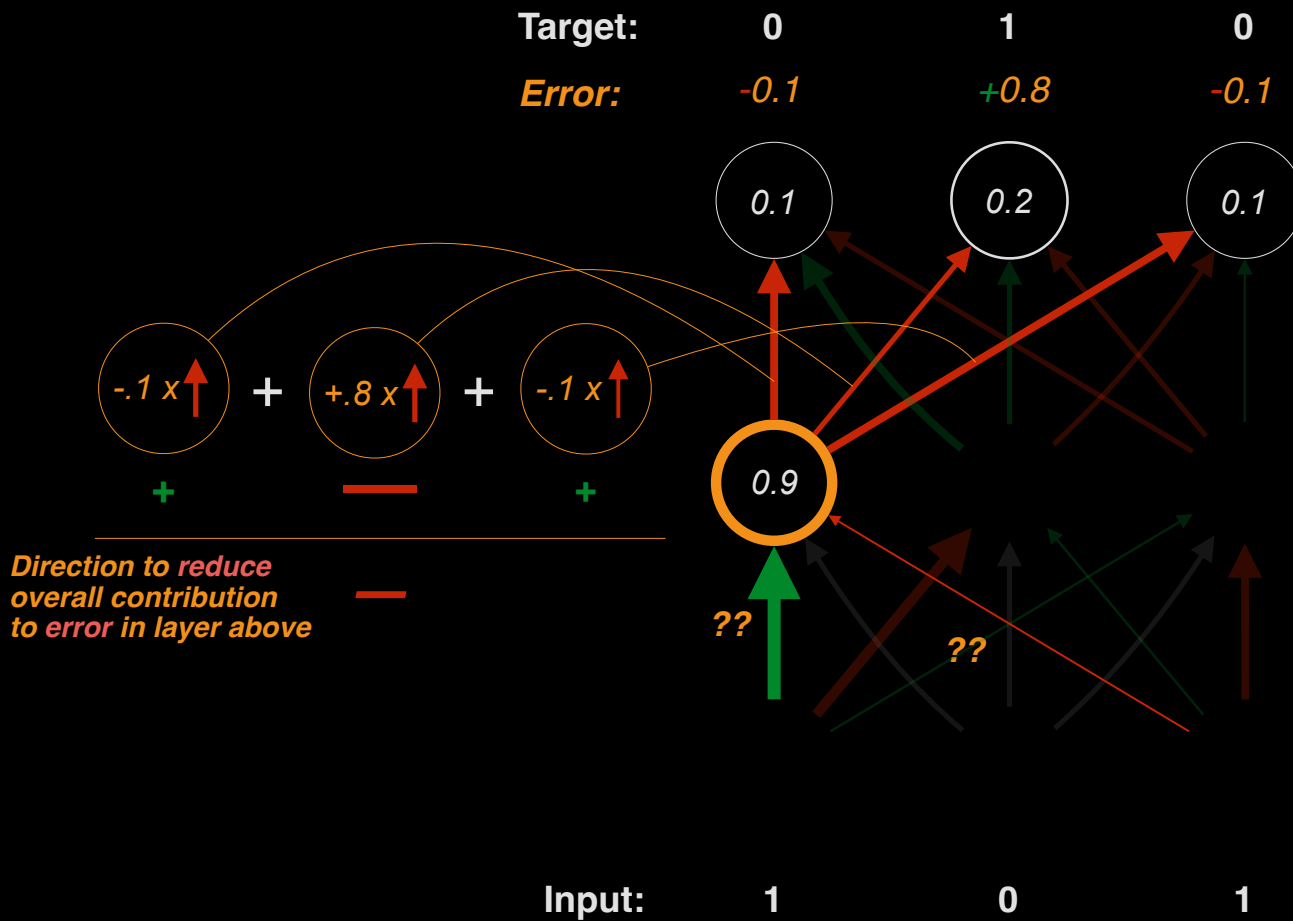 Target: 0 1 0
Error: -0.1 +0.8 -0.1
0.1 0.2 0.1
-.1 x + +.8 x + -.1 x
+ — +
0.9
Direction to reduce —
overall contribution
to error in layer above
?? ??
Input: 1 0 1